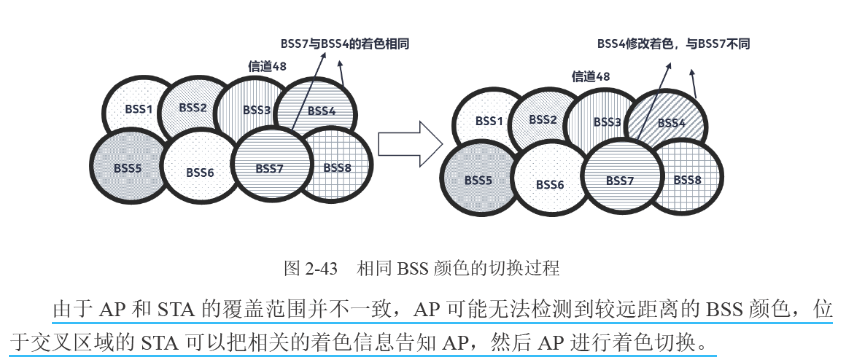 BSS7与BSS4的着色相同
信道48
BSS1
BSS2
BSS3
BSS4
BSS5
BSS6
BSS7
BSS8
BSS4修改着色，与BSS7不同
信道48
BSS1
BSS2
BSS3
BSS4
BSS5
BSS6
BSS7
BSS8
图 2-43 相同 BSS 颜色的切换过程
由于 AP 和 STA 的覆盖范围并不一致，AP 可能无法检测到较远距离的 BSS 颜色，位
于交叉区域的 STA 可以把相关的着色信息告知 AP，然后 AP 进行着色切换。